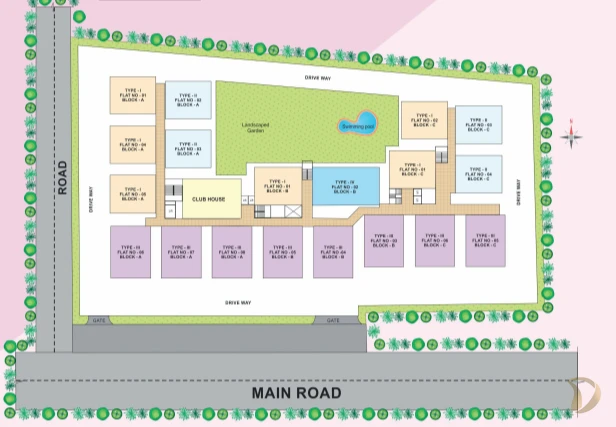 DRIVE WAY
TYPE - I
FLAT NO - 01
BLOCK - A
TYPE - II
FLAT NO - 02
BLOCK - A
TYPE - I
FLAT NO - 04
BLOCK - A
TYPE - II
FLAT NO - 03
BLOCK - A
TYPE - I
FLAT NO - 05
BLOCK - A
Landscaped
Garden
Swimming pool
TYPE - I
FLAT NO - 02
BLOCK - C
FLAT NO - 03
BLOCK - C
TYPE - I
FLAT NO - 01
BLOCK - C
FLAT NO - 04
BLOCK - C
CLUB HOUSE
TYPE - I
FLAT NO - 01
BLOCK - B
TYPE - IV
FLAT NO - 02
BLOCK - B
ROAD
DRIVE WAY
DRIVE WAY
TYPE - III
FLAT NO - 06
BLOCK - A
TYPE - III
FLAT NO - 07
BLOCK - A
TYPE - III
FLAT NO - 08
BLOCK - A
TYPE - III
FLAT NO - 05
BLOCK - B
TYPE - III
FLAT NO - 04
BLOCK - B
TYPE - III
FLAT NO - 03
BLOCK - B
TYPE - III
FLAT NO - 06
BLOCK - C
TYPE - III
FLAT NO - 05
BLOCK - C
DRIVE WAY
GATE
GATE
MAIN ROAD